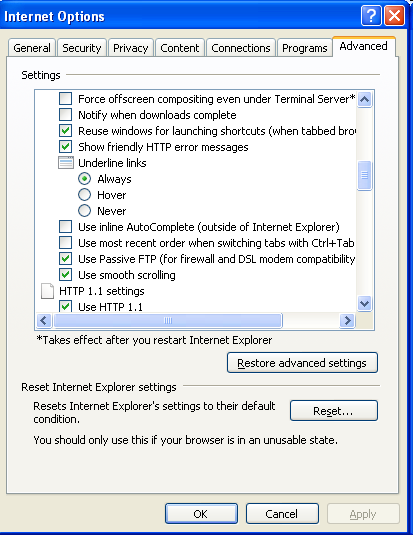 Internet Options
General Security Privacy Content Connections Programs Advanced
Settings
Force offscreen compositing even under Terminal Server*
Notify when downloads complete
Reuse windows for launching shortcuts (when tabbed bro
Show friendly HTTP error messages
Underline links
Always
Hover
Never
Use inline AutoComplete (outside of Internet Explorer)
Use most recent order when switching tabs with Ctrl+Tab
Use Passive FTP (for firewall and DSL modem compatibility
Use smooth scrolling
HTTP 1.1 settings
Use HTTP 1.1
*Takes effect after you restart Internet Explorer
Restore advanced settings
Reset Internet Explorer settings
Resets Internet Explorer's settings to their default
condition.
Reset...
You should only use this if your browser is in an unusable state.
OK Cancel Apply